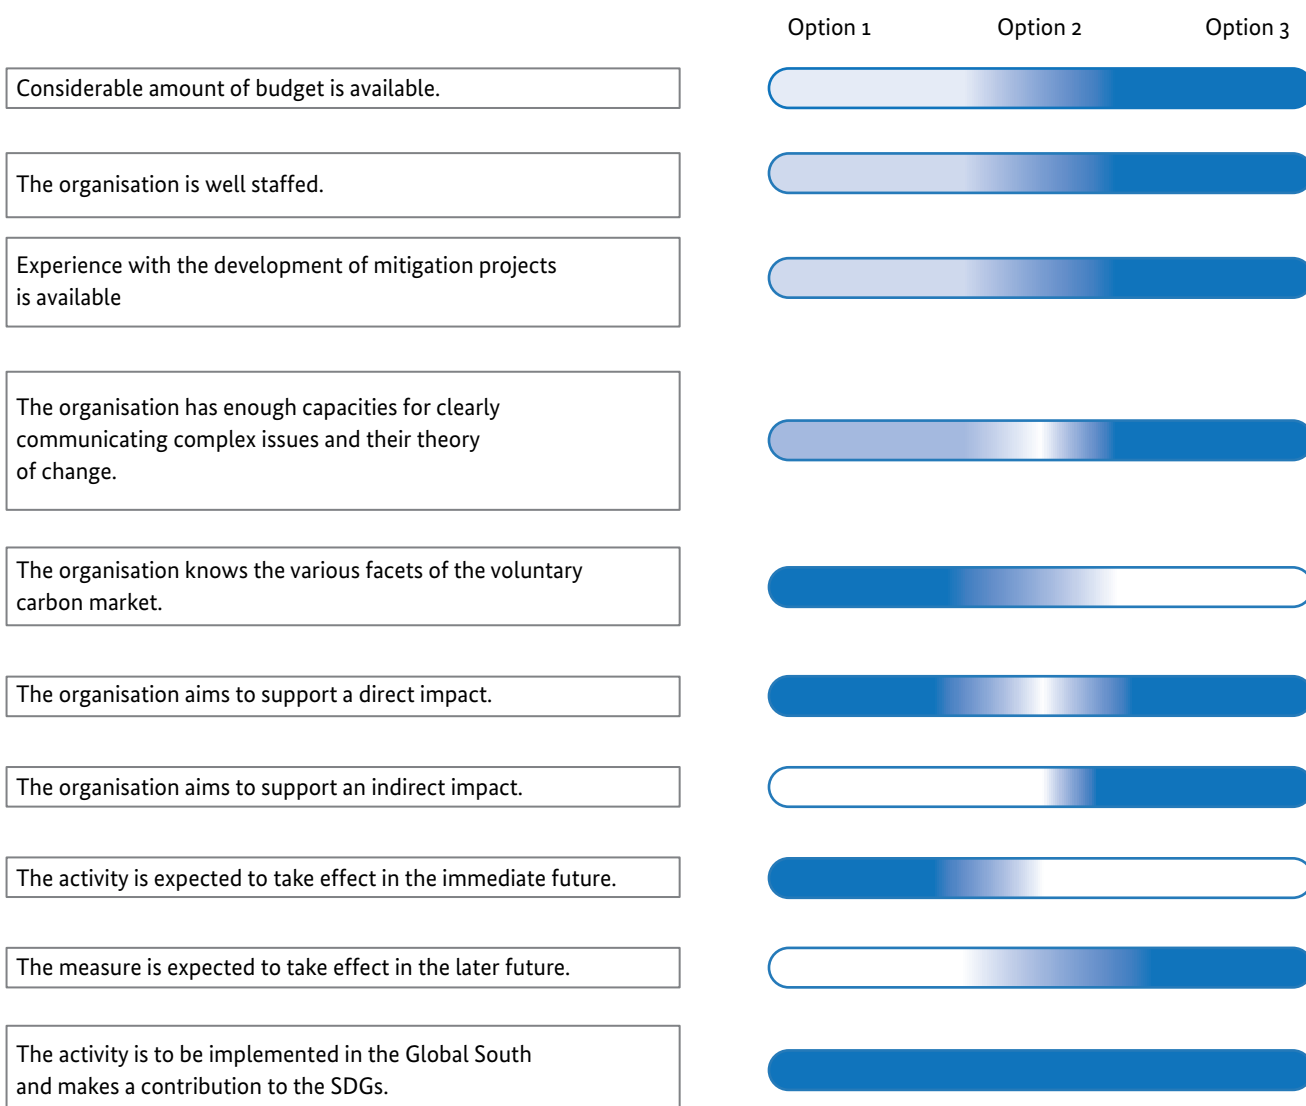 Option 1 Option 2 Option 3
Considerable amount of budget is available.
The organisation is well staffed.
Experience with the development of mitigation projects
is available
The organisation has enough capacities for clearly
communicating complex issues and their theory
of change.
The organisation knows the various facets of the voluntary
carbon market.
The organisation aims to support a direct impact.
The organisation aims to support an indirect impact.
The activity is expected to take effect in the immediate future.
The measure is expected to take effect in the later future.
The activity is to be implemented in the Global South
and makes a contribution to the SDGs.